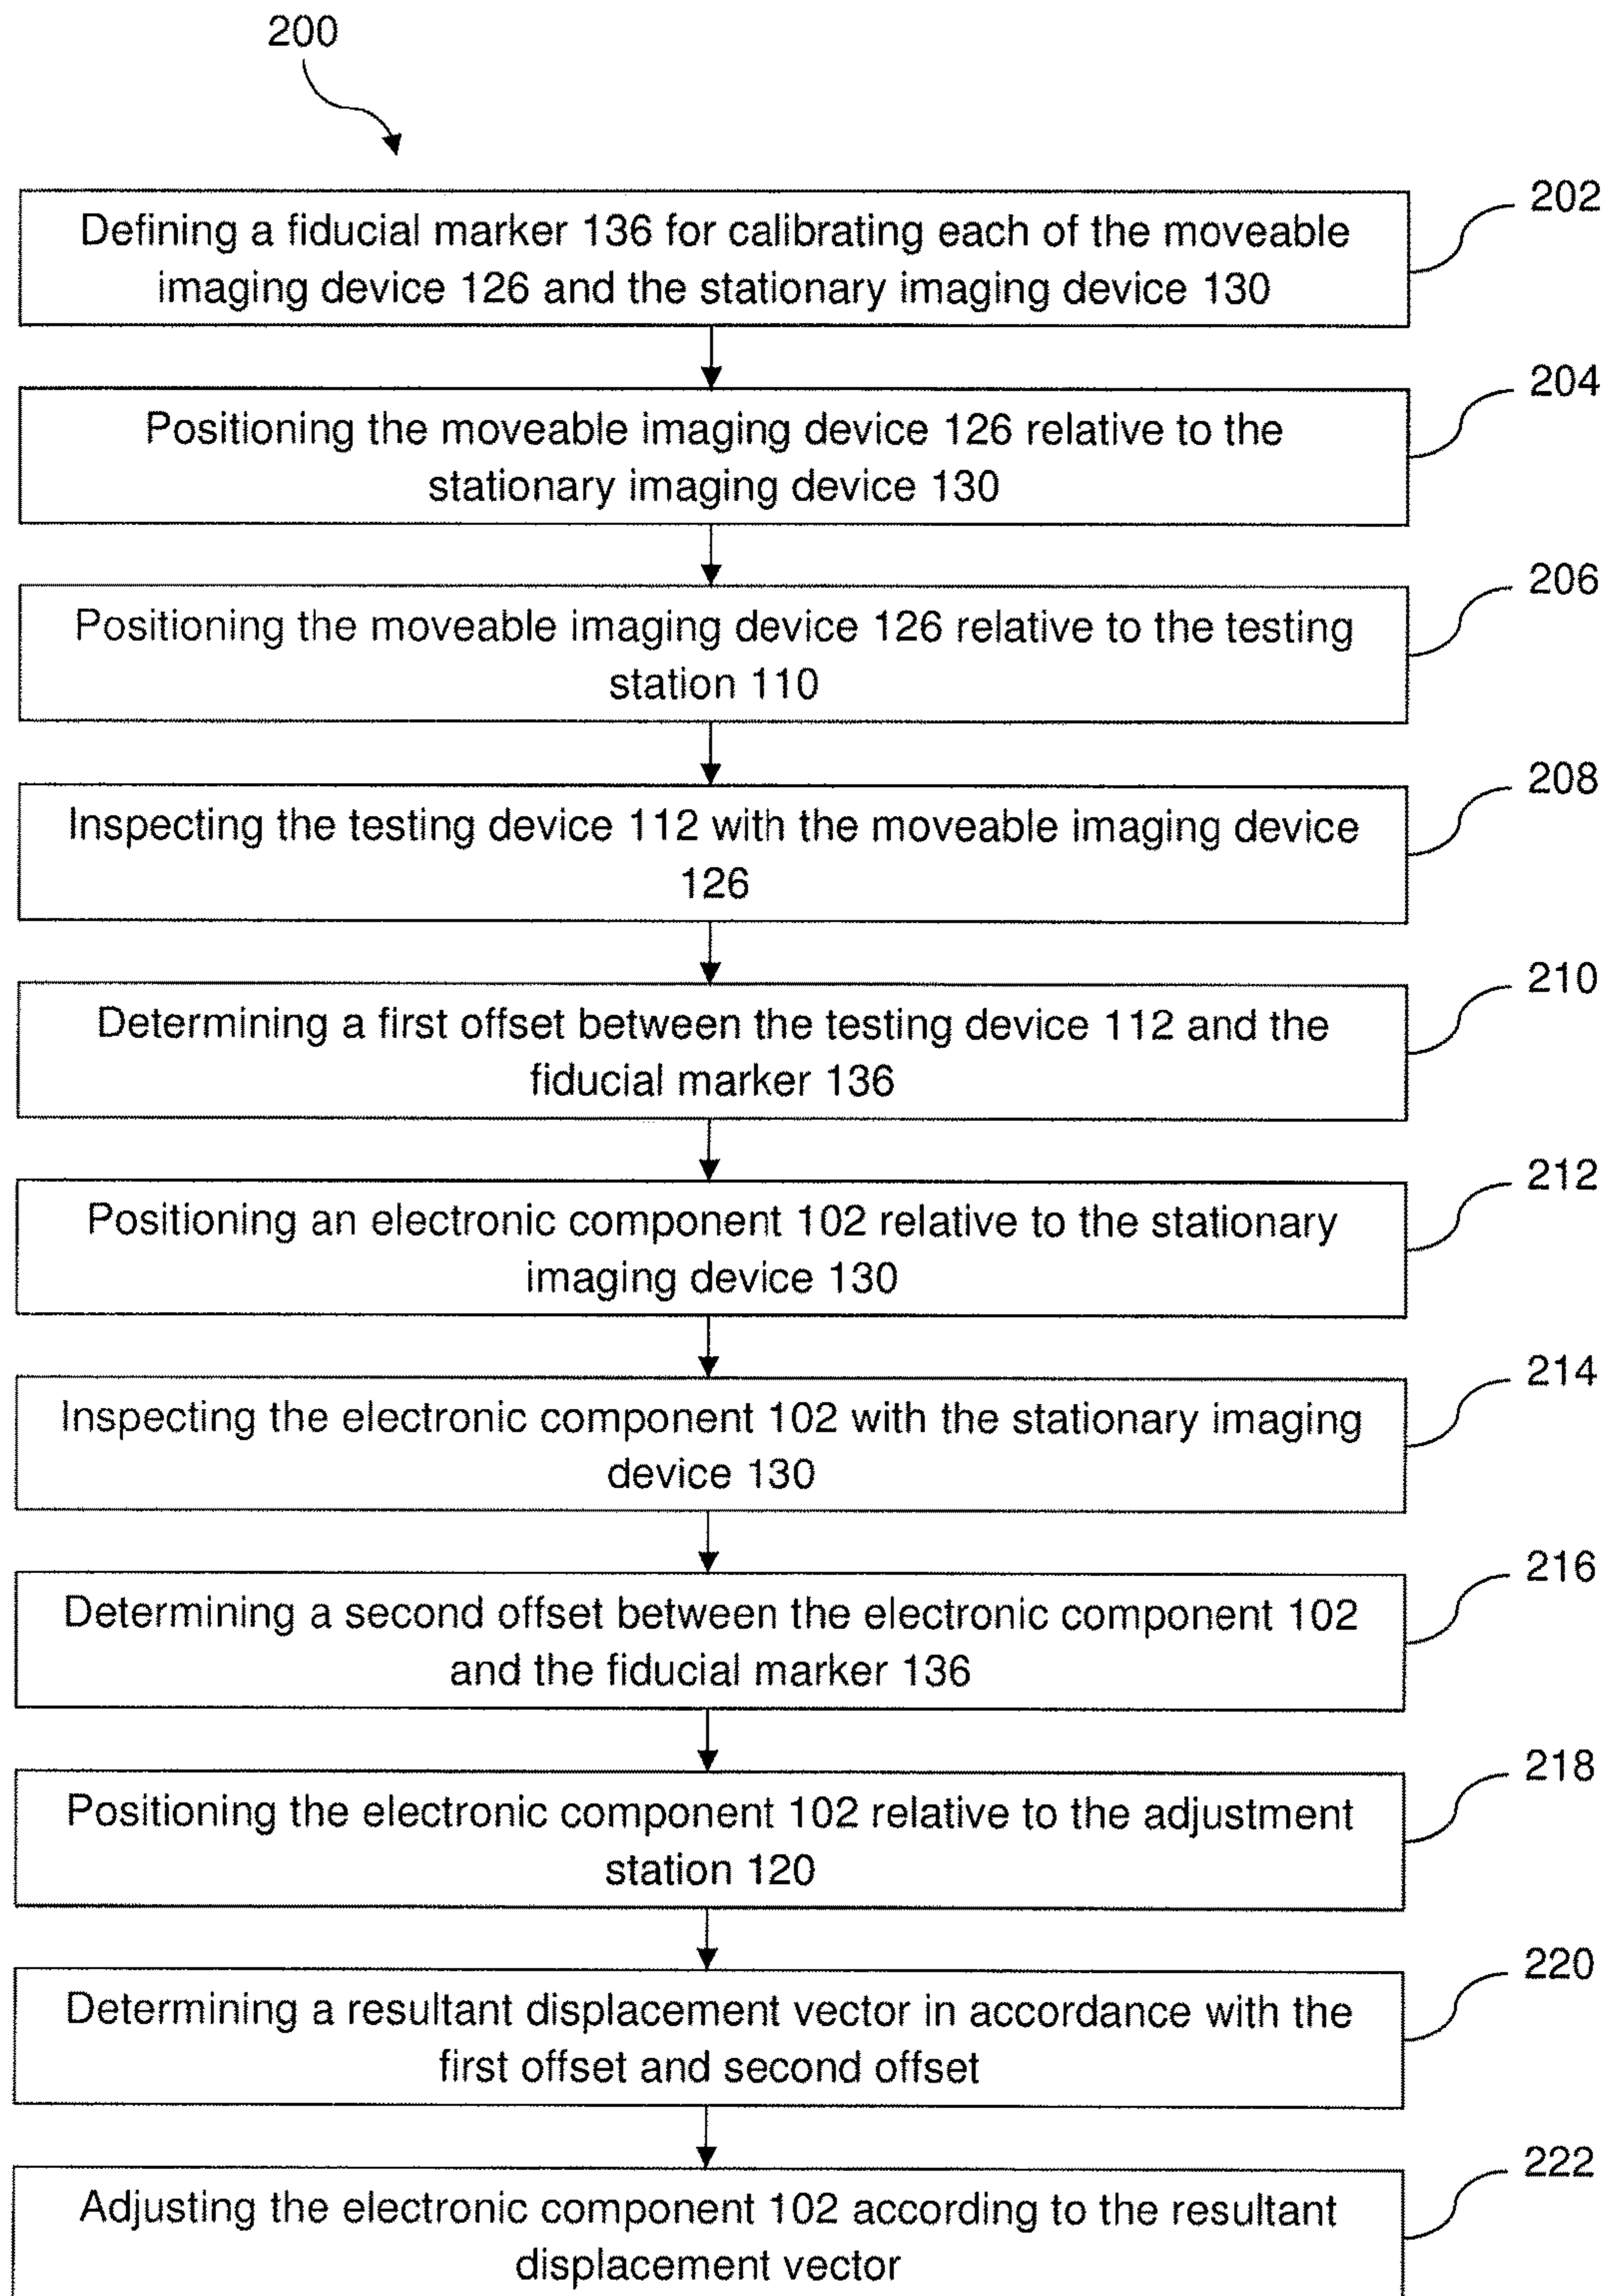 200
202
Defining a fiducial marker 136 for calibrating each of the moveable
imaging device 126 and the stationary imaging device 130
204
Positioning the moveable imaging device 126 relative to the
stationary imaging device 130
206
Positioning the moveable imaging device 126 relative to the testing
station 110
208
Inspecting the testing device 112 with the moveable imaging device
126
210
Determining a first offset between the testing device 112 and the
fiducial marker 136
212
Positioning an electronic component 102 relative to the stationary
imaging device 130
214
Inspecting the electronic component 102 with the stationary imaging
device 130
216
Determining a second offset between the electronic component 102
and the fiducial marker 136
218
Positioning the electronic component 102 relative to the adjustment
station 120
220
Determining a resultant displacement vector in accordance with the
first offset and second offset
222
Adjusting the electronic component 102 according to the resultant
displacement vector